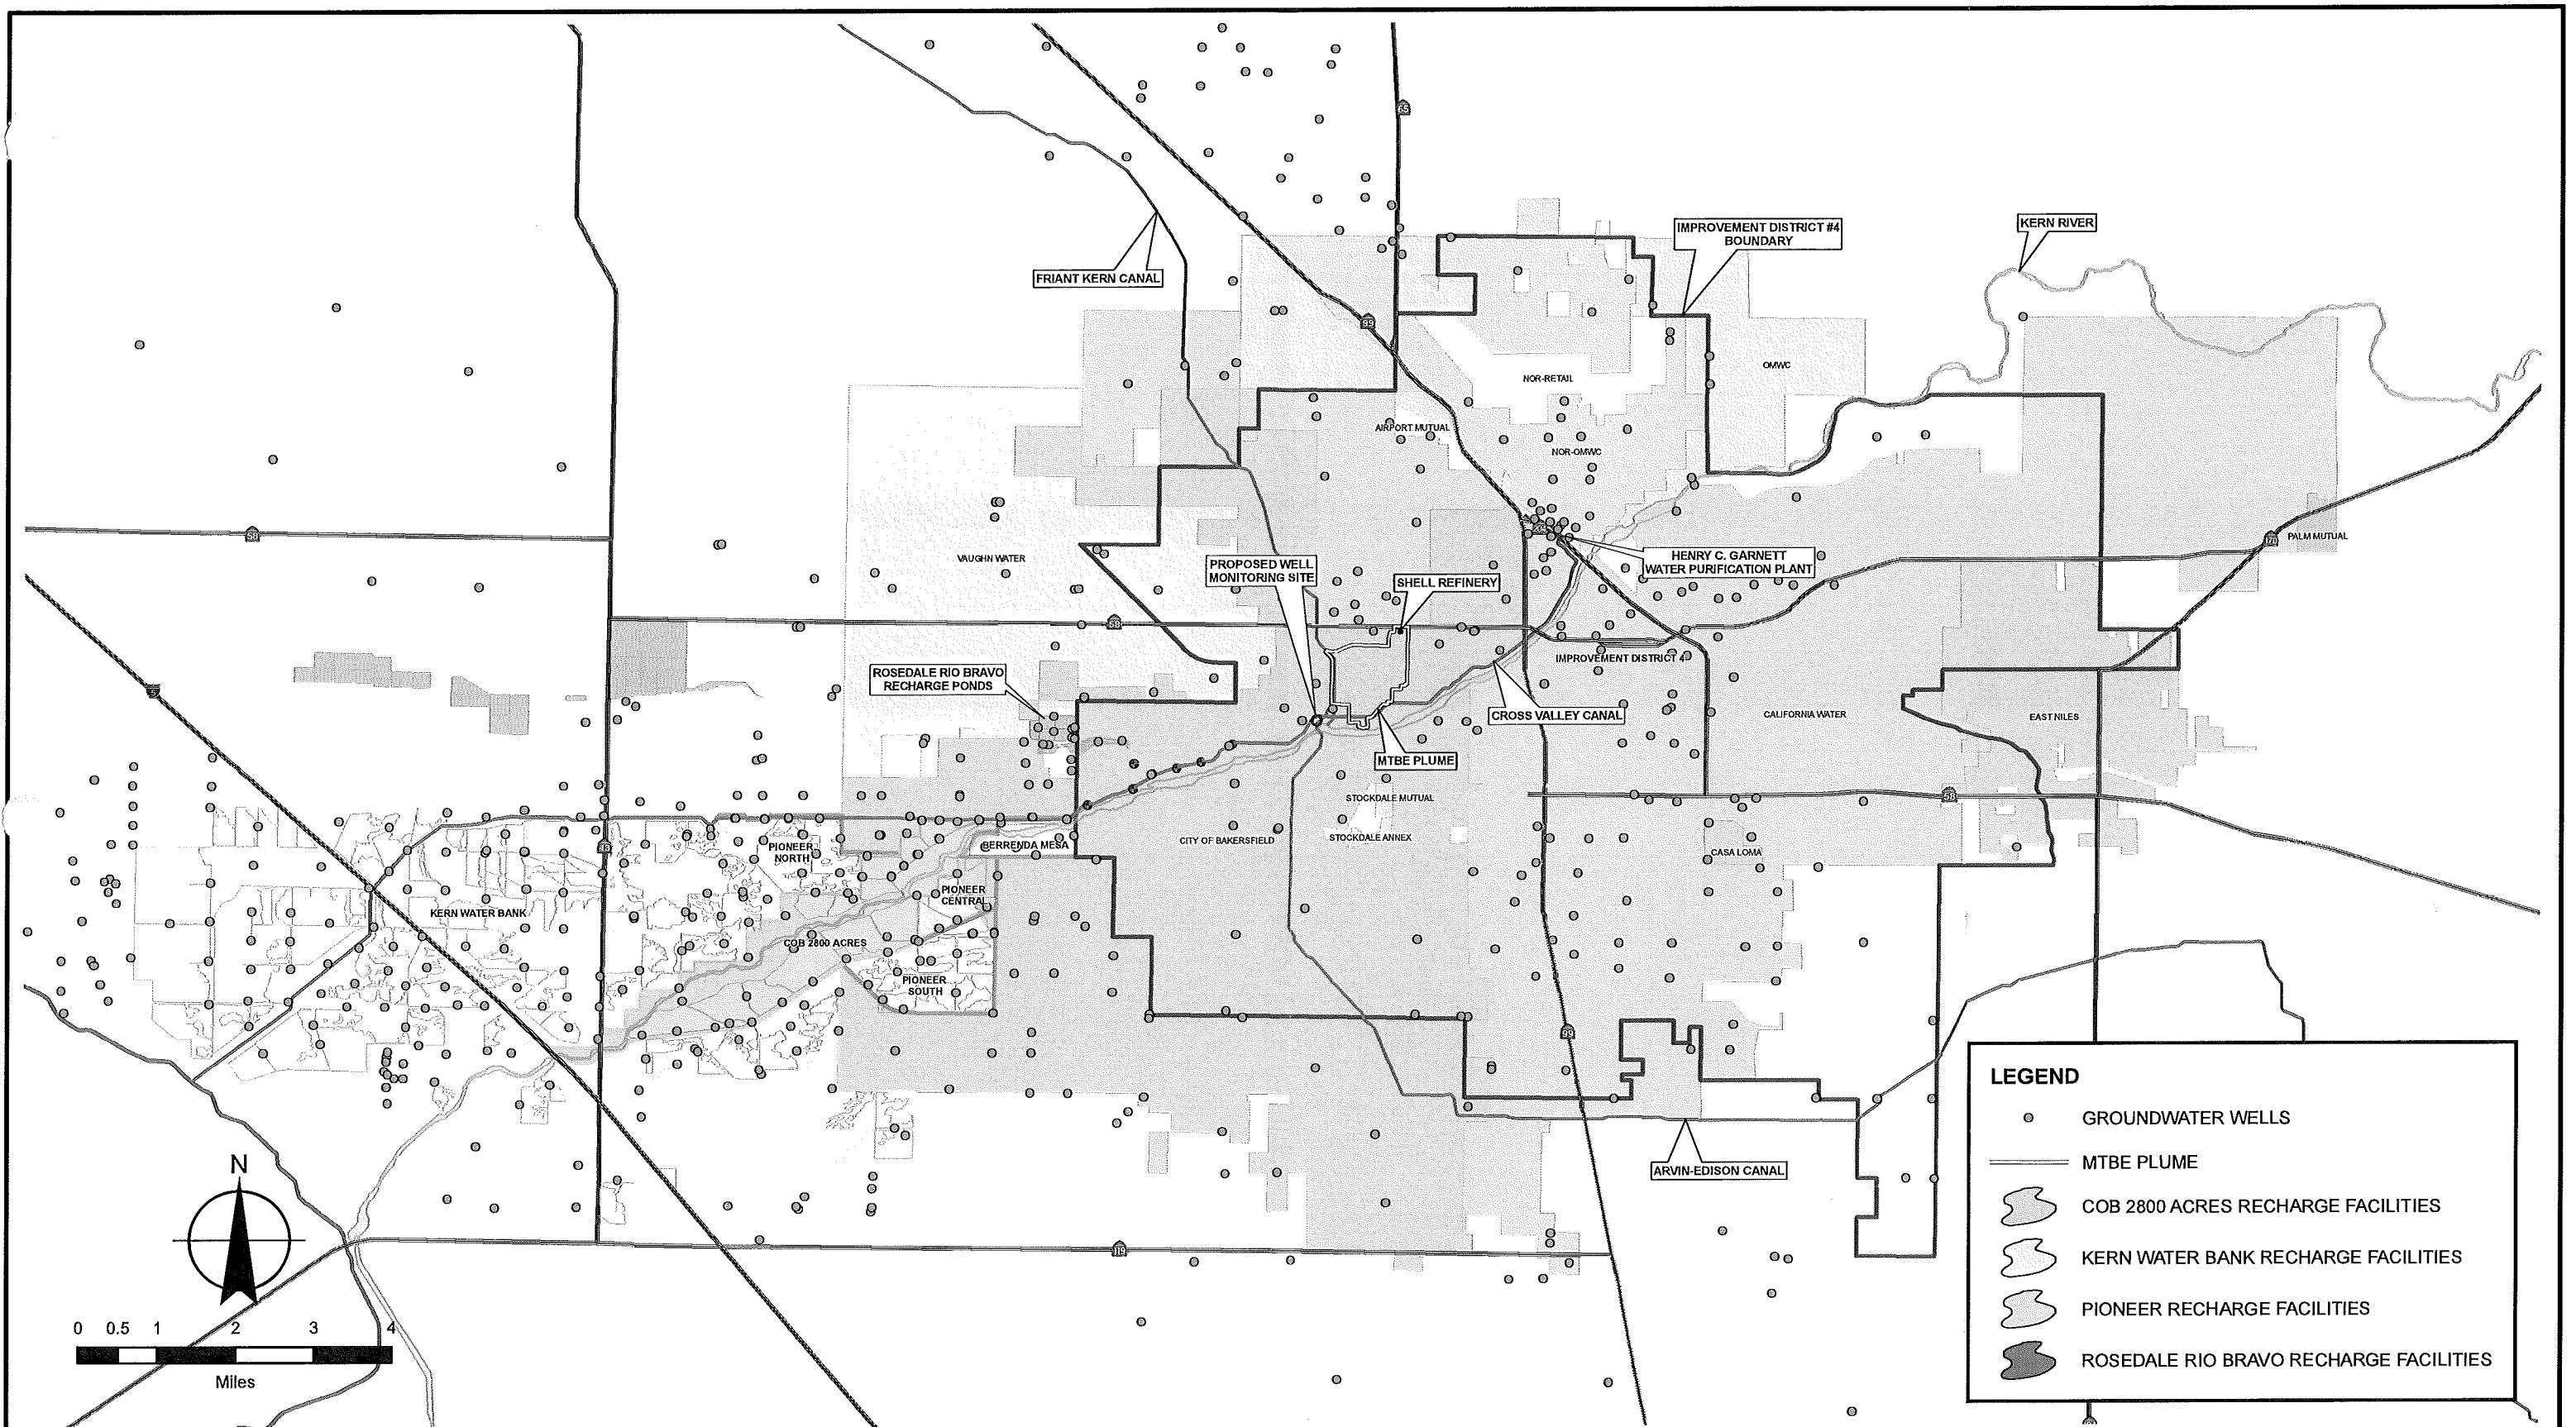 65
KERN RIVER
IMPROVEMENT DISTRICT #4
BOUNDARY
FRIANT KERN CANAL
99
OMWC
NOR-RETAIL
AIRPORT MUTUAL
NOR-OMWC
58
204
178
PALM MUTUAL
VAUGHN WATER
PROPOSED WELL
MONITORING SITE
HENRY C. GARNETT
WATER PURIFICATION PLANT
SHELL REFINERY
58
IMPROVEMENT DISTRICT 4
ROSEDALE RIO BRAVO
RECHARGE PONDS
5
CROSS VALLEY CANAL
CALIFORNIA WATER
EAST NILES
MTBE PLUME
STOCKDALE MUTUAL
58
CITY OF BAKERSFIELD
STOCKDALE ANNEX
BERRENDA MESA
PIONEER
NORTH
43
CASA LOMA
PIONEER
CENTRAL
KERN WATER BANK
COB 2800 ACRES
PIONEER
SOUTH
99
ARVIN-EDISON CANAL
119
N
0 0.5 1 2 3 4
Miles
LEGEND
GROUNDWATER WELLS
MTBE PLUME
COB 2800 ACRES RECHARGE FACILITIES
KERN WATER BANK RECHARGE FACILITIES
PIONEER RECHARGE FACILITIES
ROSEDALE RIO BRAVO RECHARGE FACILITIES